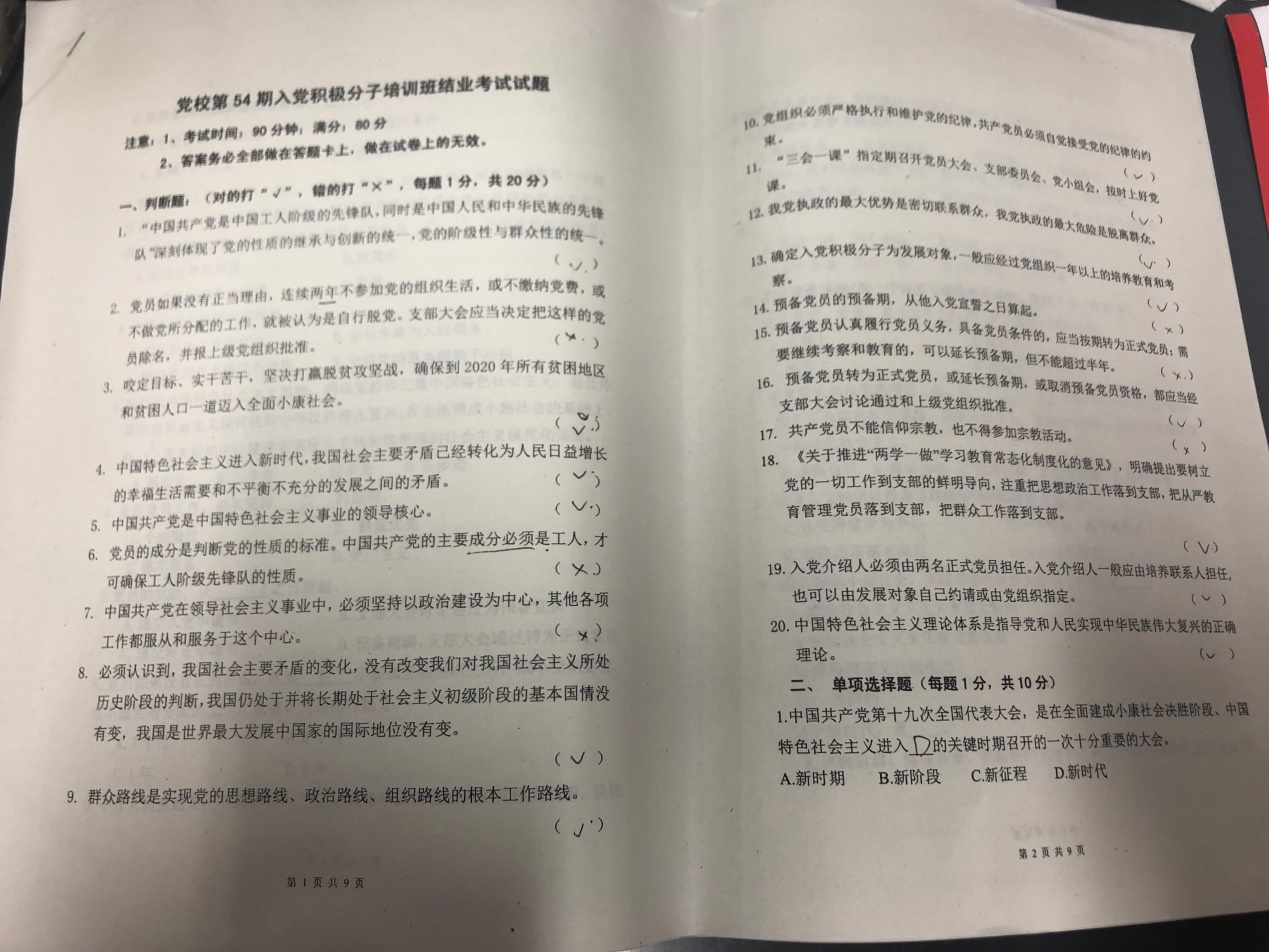 党校第54期入党积极分子培训班结业考试试题
注意：1、考试时间：90分钟；满分：80分
2、答案务必全部做在答题卡上，做在试卷上的无效。
一、判断题：（对的打“√”，错的打“×”，每题1分，共20分）
1. “中国共产党是中国工人阶级的先锋队，同时是中国人民和中华民族的先锋
队”深刻体现了党的性质的继承与创新的统一，党的阶级性与群众性的统一。
（√）
2. 党员如果没有正当理由，连续两年不参加党的组织生活，或不缴纳党费，或
不做党所分配的工作，就被认为是自行脱党。支部大会应当决定把这样的党
员除名，并报上级党组织批准。（×）
3. 咬定目标、实干苦干，坚决打赢脱贫攻坚战，确保到2020年所有贫困地区
和贫困人口一道迈入全面小康社会。
（√）
4. 中国特色社会主义进入新时代，我国社会主要矛盾已经转化为人民日益增长
的幸福生活需要和不平衡不充分的发展之间的矛盾。（√）
5. 中国共产党是中国特色社会主义事业的领导核心。（√）
6. 党员的成分是判断党的性质的标准。中国共产党的主要成分必须是工人，才
可确保工人阶级先锋队的性质。（×）
7. 中国共产党在领导社会主义事业中，必须坚持以政治建设为中心，其他各项
工作都服从和服务于这个中心。（×）
8. 必须认识到，我国社会主要矛盾的变化，没有改变我们对我国社会主义所处
历史阶段的判断，我国仍处于并将长期处于社会主义初级阶段的基本国情没
有变，我国是世界最大发展中国家的国际地位没有变。
（√）
9. 群众路线是实现党的思想路线、政治路线、组织路线的根本工作路线。
（√）
第1页共9页
10. 党组织必须严格执行和维护党的纪律，共产党员必须自觉接受党的纪律的约
束。（√）
11. “三会一课”指定期召开党员大会、支部委员会、党小组会，按时上好党
课。（√）
12. 我党执政的最大优势是密切联系群众，我党执政的最大危险是脱离群众。
（√）
13. 确定入党积极分子为发展对象，一般应经过党组织一年以上的培养教育和考
察。（√）
14. 预备党员的预备期，从他入党宣誓之日算起。（×）
15. 预备党员认真履行党员义务，具备党员条件的，应当按期转为正式党员；需
要继续考察和教育的，可以延长预备期，但不能超过半年。（×）
16. 预备党员转为正式党员，或延长预备期，或取消预备党员资格，都应当经
支部大会讨论通过和上级党组织批准。（√）
17. 共产党员不能信仰宗教，也不得参加宗教活动。（×）
18. 《关于推进“两学一做”学习教育常态化制度化的意见》，明确提出要树立
党的一切工作到支部的鲜明导向，注重把思想政治工作落到支部，把从严教
育管理党员落到支部，把群众工作落到支部。
（√）
19. 入党介绍人必须由两名正式党员担任。入党介绍人一般应由培养联系人担任，
也可以由发展对象自己约请或由党组织指定。（√）
20. 中国特色社会主义理论体系是指导党和人民实现中华民族伟大复兴的正确
理论。（√）
二、 单项选择题（每题1分，共10分）
1.中国共产党第十九次全国代表大会，是在全面建成小康社会决胜阶段、中国
特色社会主义进入 D 的关键时期召开的一次十分重要的大会。
A.新时期 B.新阶段 C.新征程 D.新时代
第2页共9页